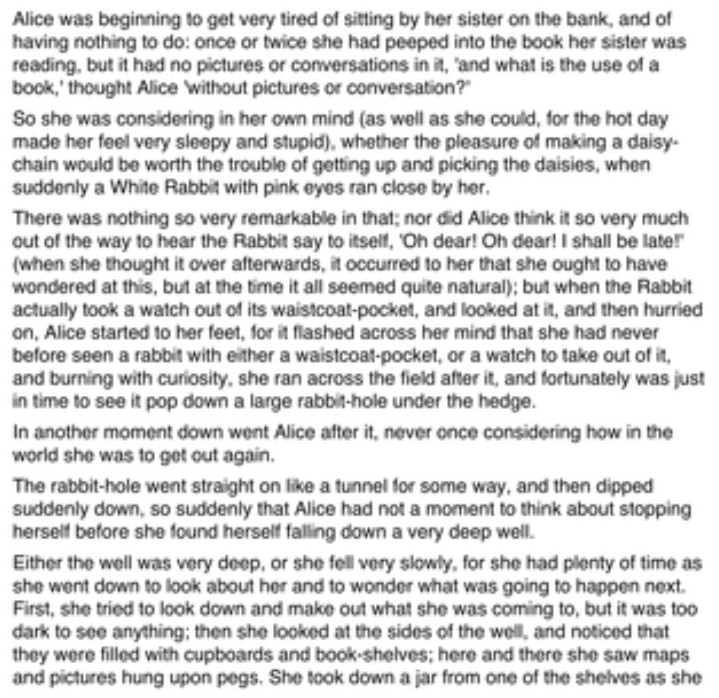 Alice was beginning to get very tired of sitting by her sister on the bank, and of
having nothing to do: once or twice she had peeped into the book her sister was
reading, but it had no pictures or conversations in it, 'and what is the use of a
book,' thought Alice 'without pictures or conversation?'
So she was considering in her own mind (as well as she could, for the hot day
made her feel very sleepy and stupid), whether the pleasure of making a daisy-
chain would be worth the trouble of getting up and picking the daisies, when
suddenly a White Rabbit with pink eyes ran close by her.
There was nothing so very remarkable in that; nor did Alice think it so very much
out of the way to hear the Rabbit say to itself, 'Oh dear! Oh dear! I shall be late!'
(when she thought it over afterwards, it occurred to her that she ought to have
wondered at this, but at the time it all seemed quite natural); but when the Rabbit
actually took a watch out of its waistcoat-pocket, and looked at it, and then hurried
on, Alice started to her feet, for it flashed across her mind that she had never
before seen a rabbit with either a waistcoat-pocket, or a watch to take out of it,
and burning with curiosity, she ran across the field after it, and fortunately was just
in time to see it pop down a large rabbit-hole under the hedge.
In another moment down went Alice after it, never once considering how in the
world she was to get out again.
The rabbit-hole went straight on like a tunnel for some way, and then dipped
suddenly down, so suddenly that Alice had not a moment to think about stopping
herself before she found herself falling down a very deep well.
Either the well was very deep, or she fell very slowly, for she had plenty of time as
she went down to look about her and to wonder what was going to happen next.
First, she tried to look down and make out what she was coming to, but it was too
dark to see anything; then she looked at the sides of the well, and noticed that
they were filled with cupboards and book-shelves; here and there she saw maps
and pictures hung upon pegs. She took down a jar from one of the shelves as she